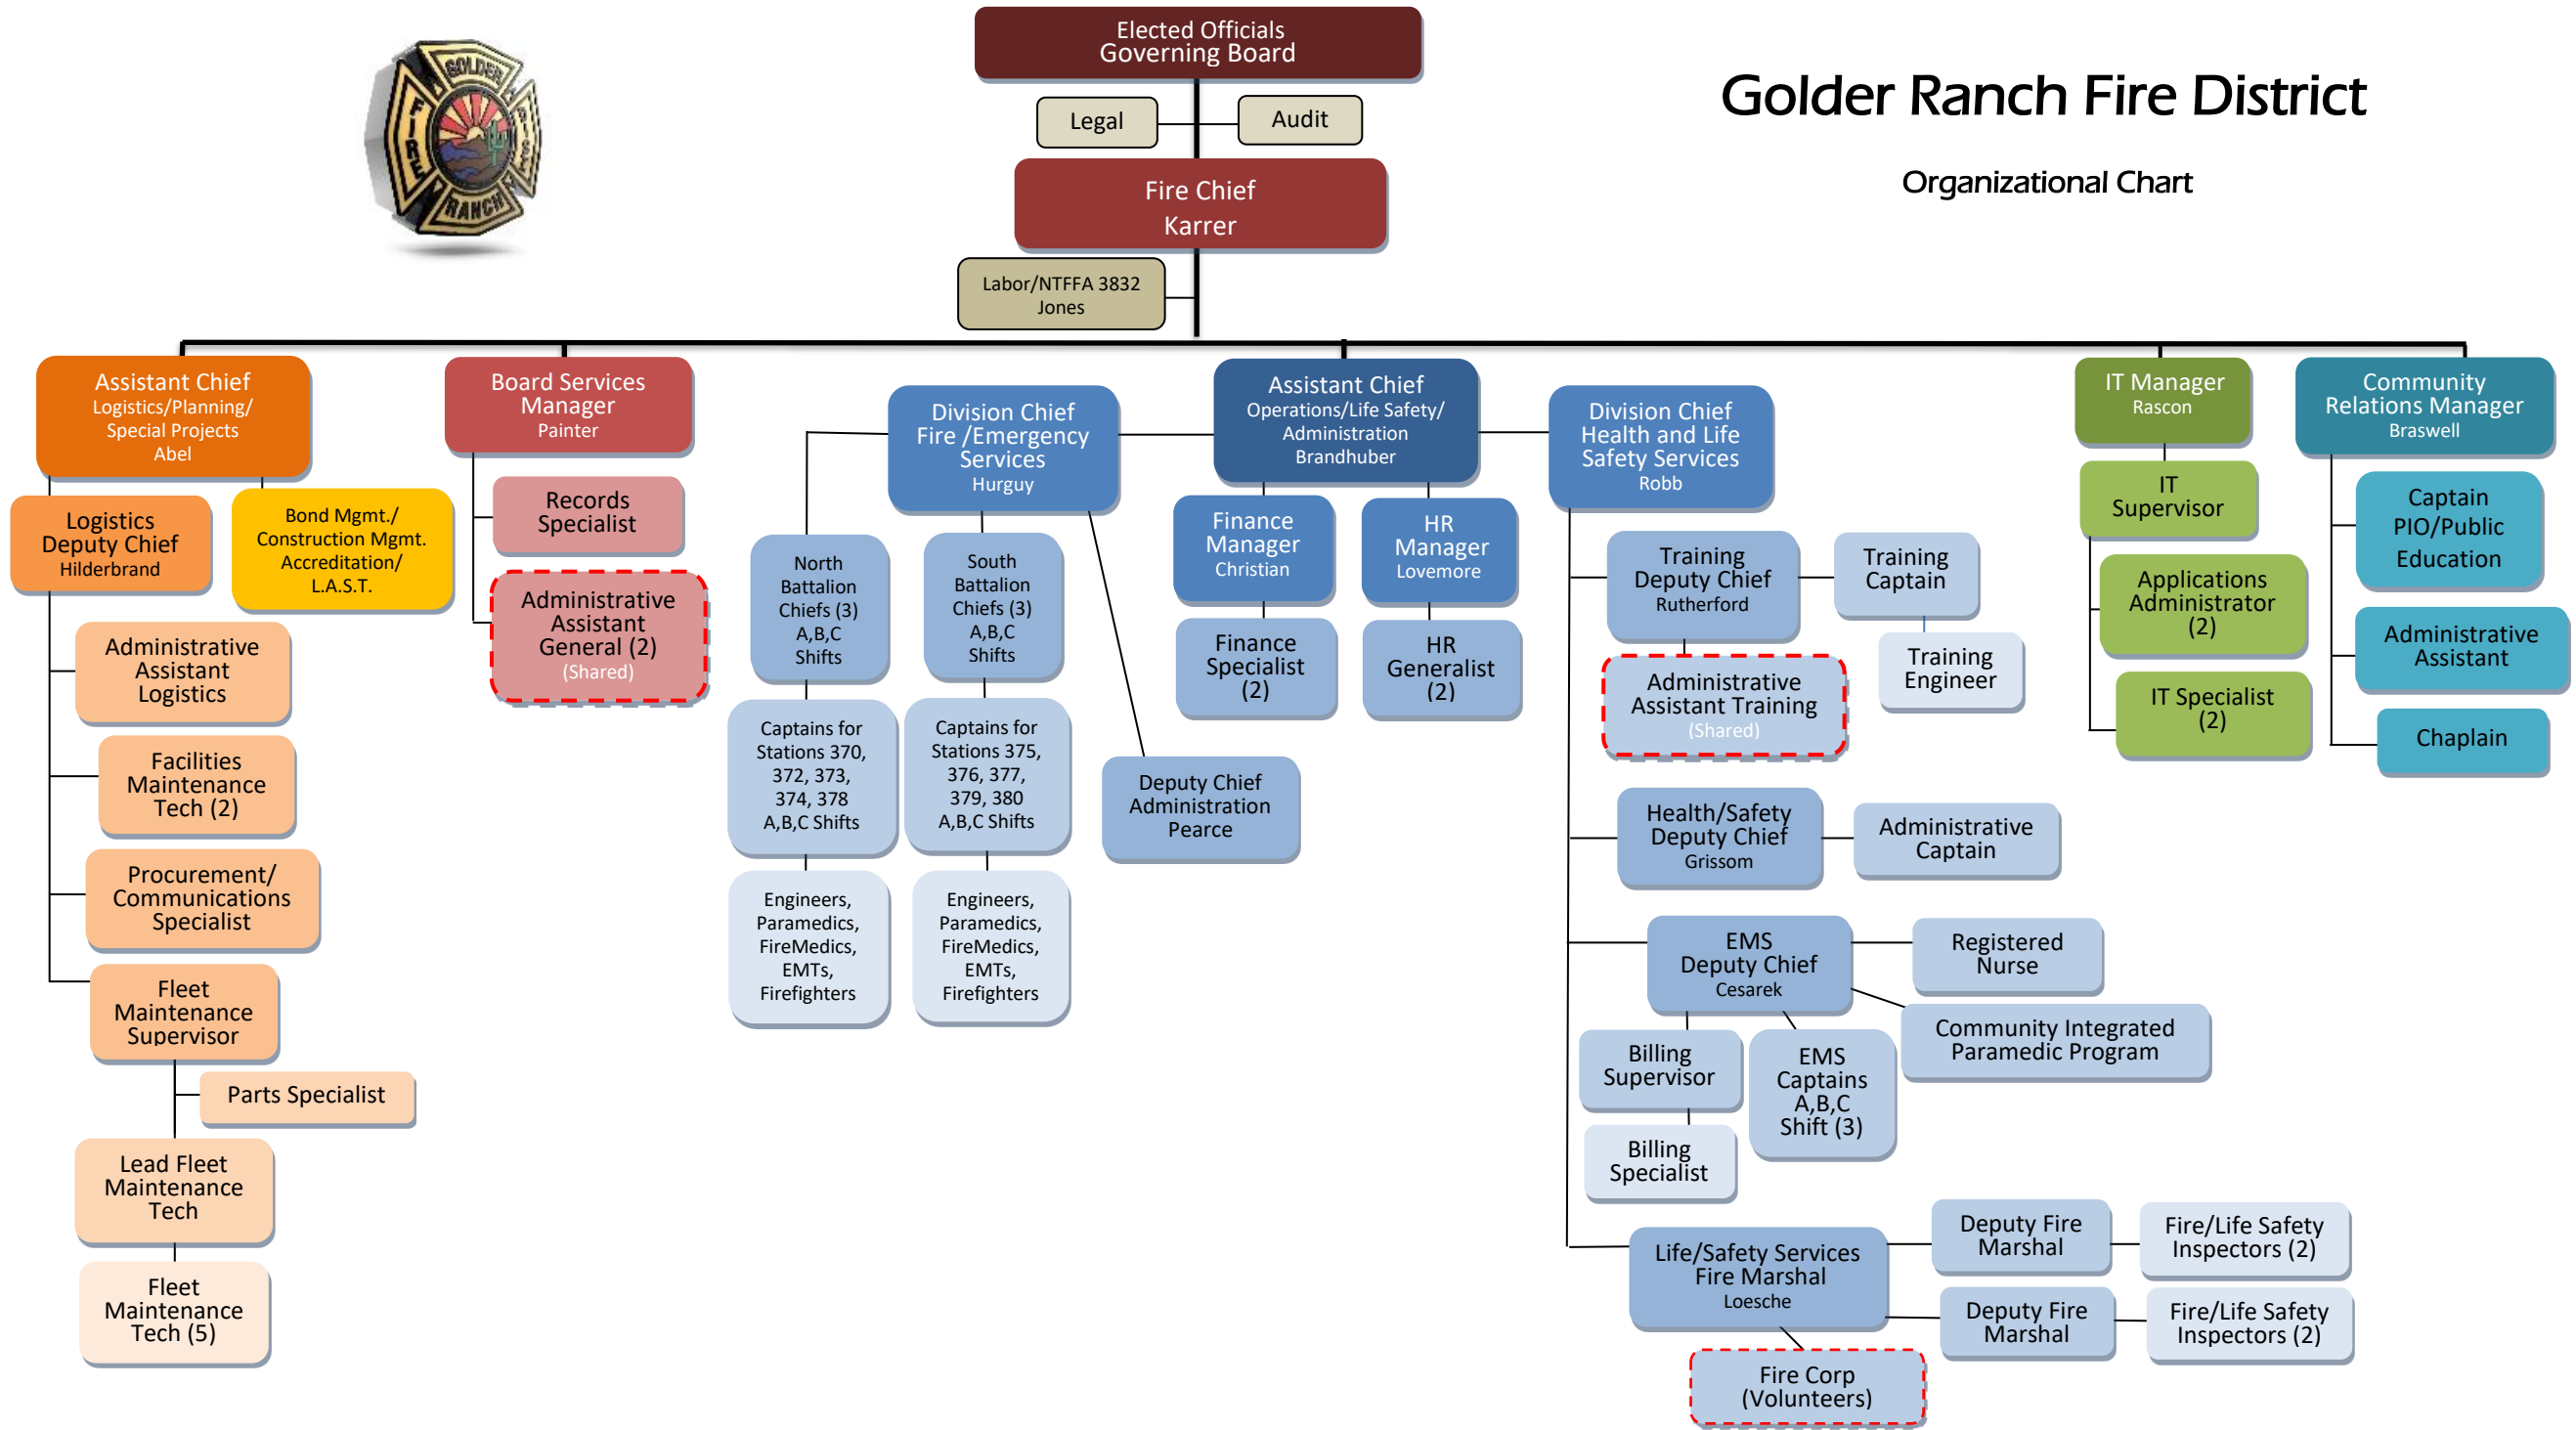 Elected Officials
Governing Board
Golder Ranch Fire District
Organizational Chart
GOLDER
FIRE
DIST
RANCH
Legal
Audit
Fire Chief
Karrer
Labor/NTFFA 3832
Jones
Assistant Chief
Logistics/Planning/
Special Projects
Abel
Logistics
Deputy Chief
Hilderbrand
Bond Mgmt./
Construction Mgmt.
Accreditation/
L.A.S.T.
Administrative
Assistant
Logistics
Facilities
Maintenance
Tech (2)
Procurement/
Communications
Specialist
Fleet
Maintenance
Supervisor
Parts Specialist
Lead Fleet
Maintenance
Tech
Fleet
Maintenance
Tech (5)
Board Services
Manager
Painter
Records
Specialist
Administrative
Assistant
General (2)
(Shared)
Division Chief
Fire /Emergency
Services
Hurguy
North
Battalion
Chiefs (3)
A,B,C
Shifts
Captains for
Stations 370,
372, 373,
374, 378
A,B,C Shifts
Engineers,
Paramedics,
FireMedics,
EMTs,
Firefighters
South
Battalion
Chiefs (3)
A,B,C
Shifts
Captains for
Stations 375,
376, 377,
379, 380
A,B,C Shifts
Engineers,
Paramedics,
FireMedics,
EMTs,
Firefighters
Deputy Chief
Administration
Pearce
Assistant Chief
Operations/Life Safety/
Administration
Brandhuber
Finance
Manager
Christian
Finance
Specialist
(2)
HR
Manager
Lovemore
HR
Generalist
(2)
Division Chief
Health and Life
Safety Services
Robb
Training
Deputy Chief
Rutherford
Training
Captain
Training
Engineer
Administrative
Assistant Training
(Shared)
Health/Safety
Deputy Chief
Grissom
Administrative
Captain
EMS
Deputy Chief
Cesarek
Registered
Nurse
Community Integrated
Paramedic Program
Billing
Supervisor
Billing
Specialist
EMS
Captains
A,B,C
Shift (3)
Life/Safety Services
Fire Marshal
Loesche
Deputy Fire
Marshal
Fire/Life Safety
Inspectors (2)
Deputy Fire
Marshal
Fire/Life Safety
Inspectors (2)
Fire Corp
(Volunteers)
IT Manager
Rascon
IT
Supervisor
Applications
Administrator
(2)
IT Specialist
(2)
Community
Relations Manager
Braswell
Captain
PIO/Public
Education
Administrative
Assistant
Chaplain